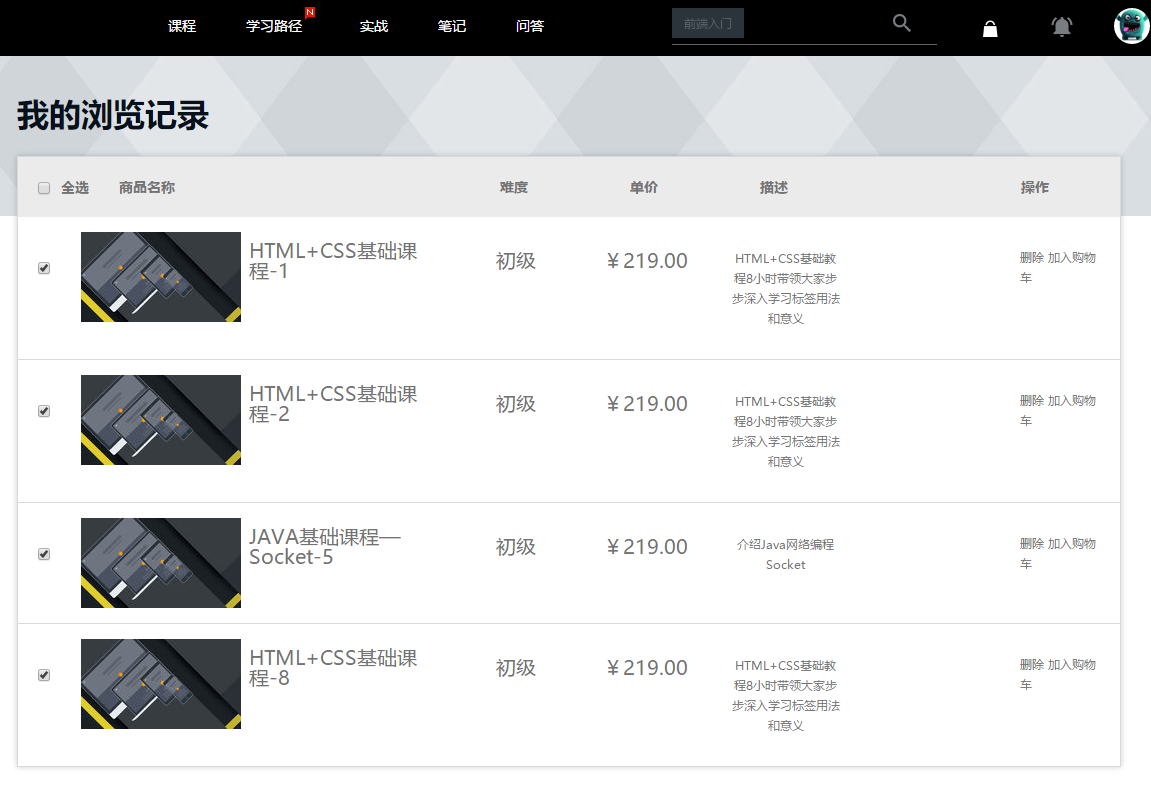 课程 学习路径 N 实战 笔记 问答 前端入门
我的浏览记录
全选 商品名称 难度 单价 描述 操作
HTML+CSS基础课
程-1
初级
¥ 219.00
HTML+CSS基础教
程8小时带领大家步
步深入学习标签用法
和意义
删除 加入购物
车
HTML+CSS基础课
程-2
初级
¥ 219.00
HTML+CSS基础教
程8小时带领大家步
步深入学习标签用法
和意义
删除 加入购物
车
JAVA基础课程—
Socket-5
初级
¥ 219.00
介绍Java网络编程
Socket
删除 加入购物
车
HTML+CSS基础课
程-8
初级
¥ 219.00
HTML+CSS基础教
程8小时带领大家步
步深入学习标签用法
和意义
删除 加入购物
车